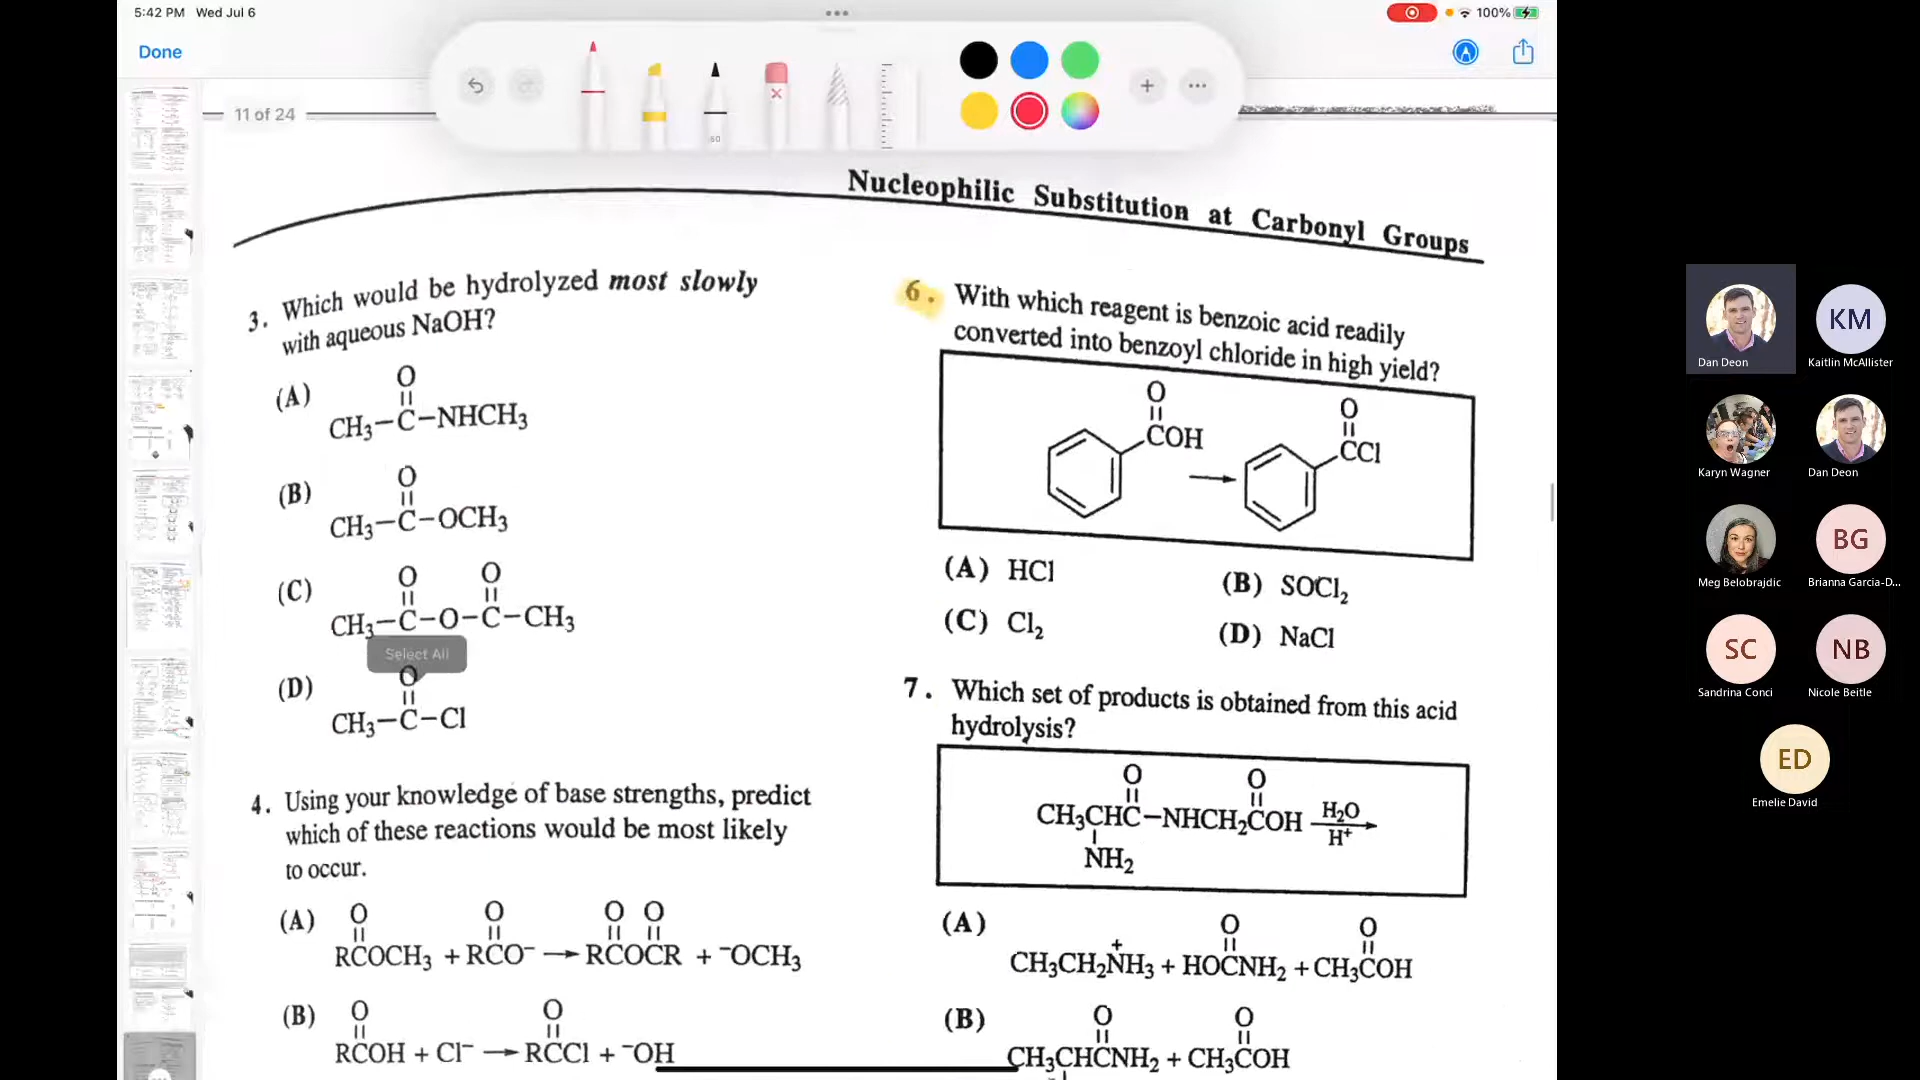 5:42 PM Wed Jul 6
100%
Done
50
11 of 24
Nucleophilic Substitution at Carbonyl Groups
3. Which would be hydrolyzed most slowly
with aqueous NaOH?
(A)
O
CH₃—C—NHCH₃
(B)
O
CH₃—C—OCH₃
(C)
O O
CH₃—C—O—C—CH₃
Select All
(D)
O
CH₃—C—Cl
4. Using your knowledge of base strengths, predict
which of these reactions would be most likely
to occur.
(A)
O O O O
RCOCH₃ + RCO⁻ → RCOCR + ⁻OCH₃
(B)
O O
RCOH + Cl⁻ → RCCl + ⁻OH
6. With which reagent is benzoic acid readily
converted into benzoyl chloride in high yield?
O O
COH → CCl
(A) HCl (B) SOCl₂
(C) Cl₂ (D) NaCl
7. Which set of products is obtained from this acid
hydrolysis?
O O
CH₃CHC—NHCH₂COH H₂O →
H⁺
NH₂
(A)
O O
CH₃CH₂N⁺H₃ + HOCNH₂ + CH₃COH
(B)
O O
CH₃CHCNH₂ + CH₃COH
Dan Deon
KM
Kaitlin McAllister
Karyn Wagner
Dan Deon
Meg Belobrajdic
BG
Brianna Garcia-D...
SC
Sandrina Conci
NB
Nicole Beitle
ED
Emelie David